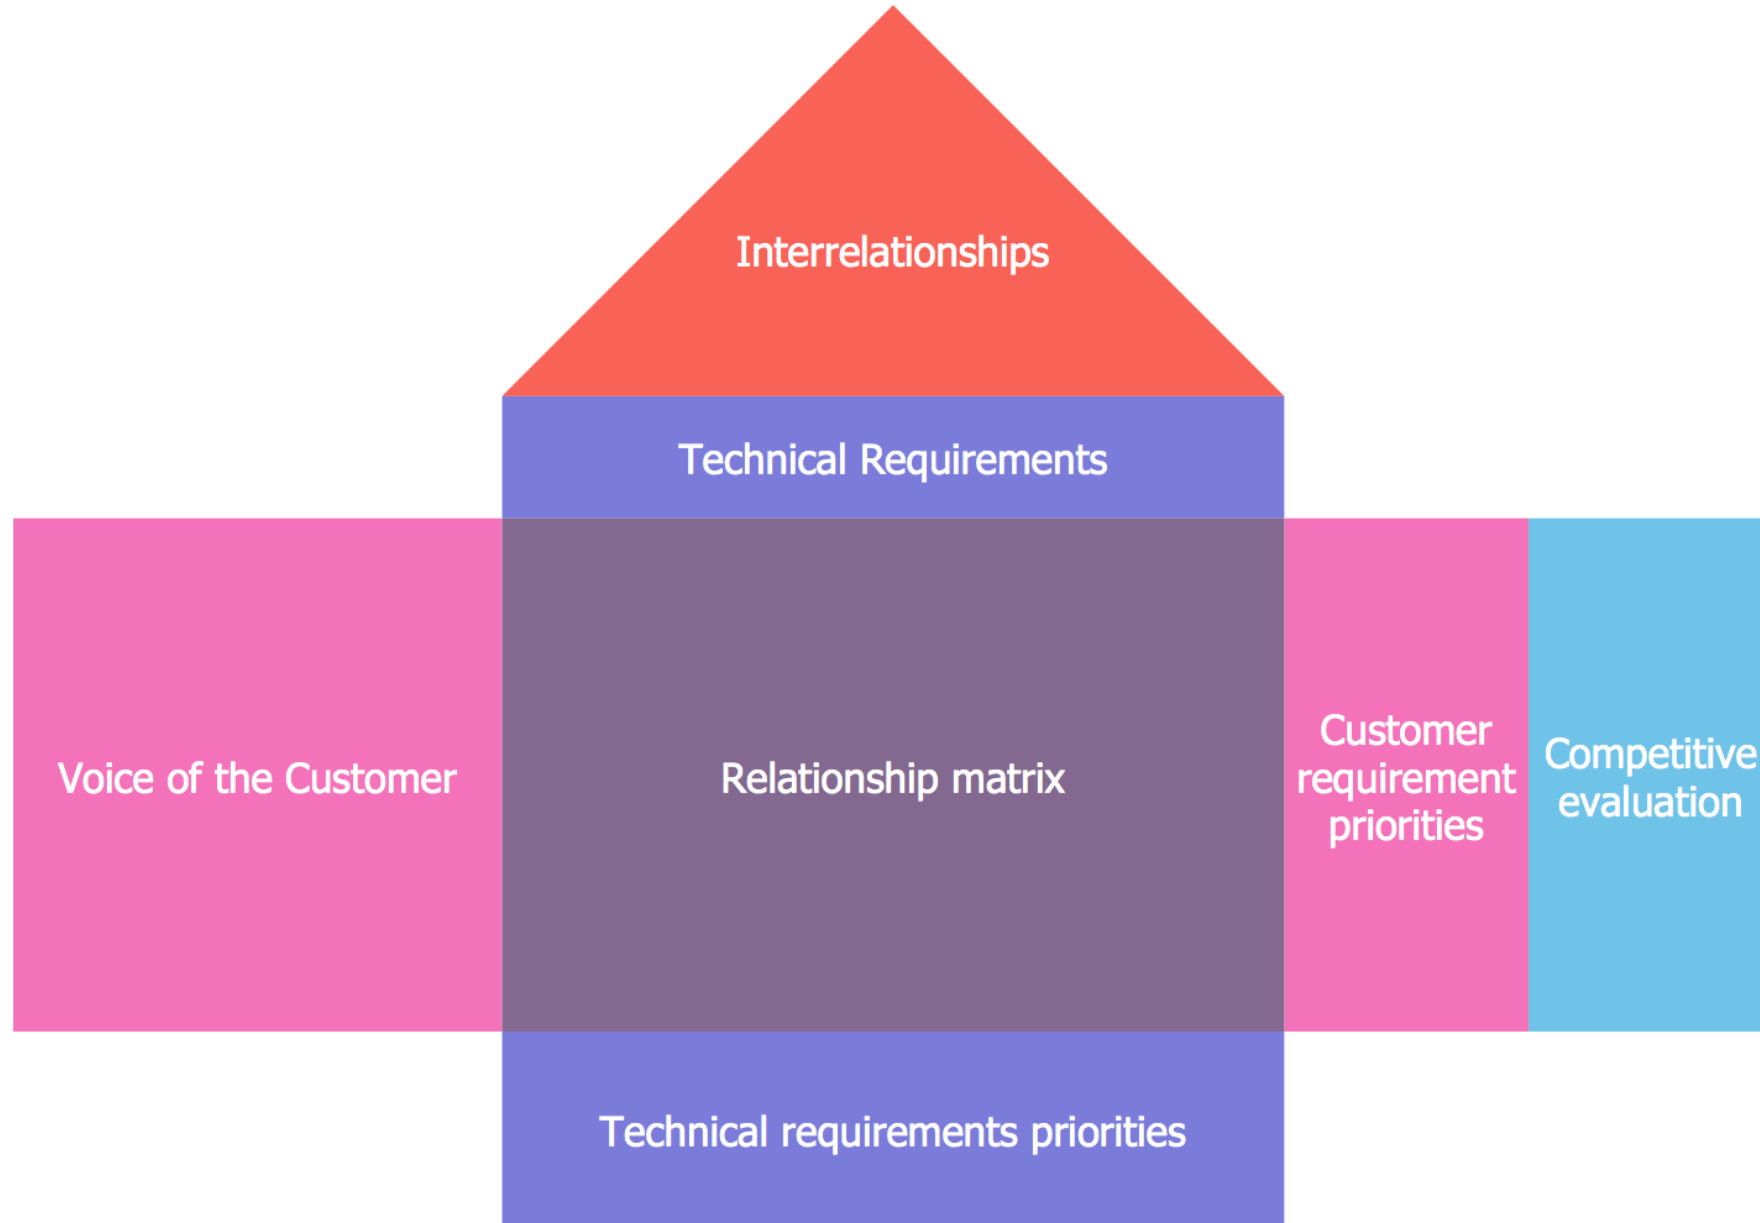 Interrelationships
Technical Requirements
Voice of the Customer
Relationship matrix
Customer
requirement
priorities
Competitive
evaluation
Technical requirements priorities